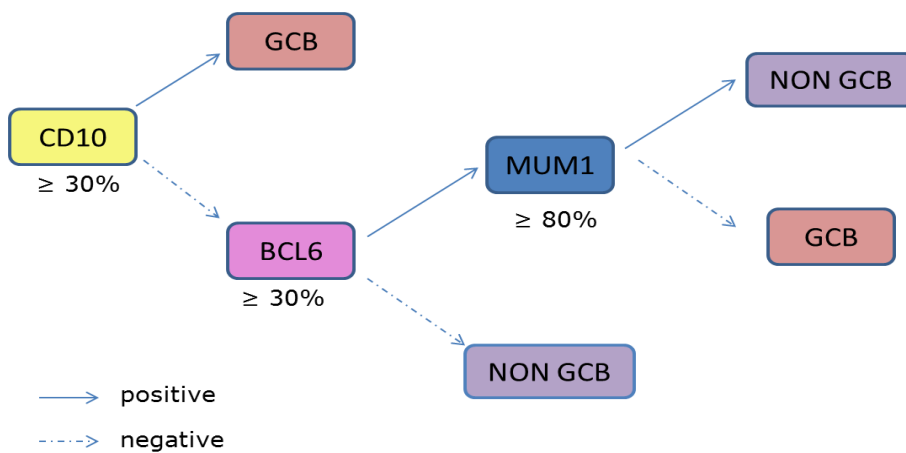 GCB
NON GCB
CD10
MUM1
≥ 30%
≥ 80%
GCB
BCL6
≥ 30%
NON GCB
positive
negative